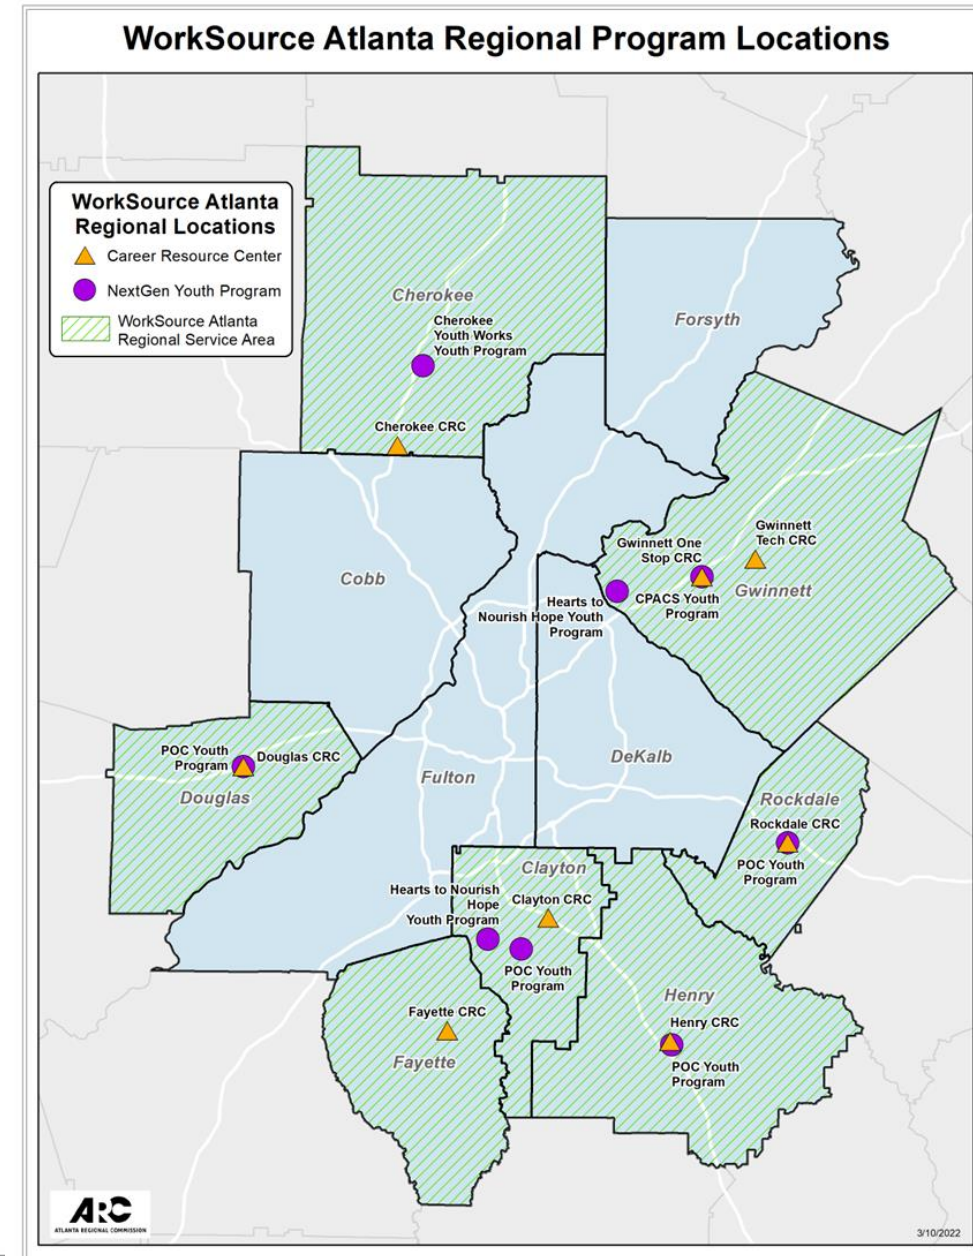 WorkSource Atlanta Regional Program Locations
WorkSource Atlanta
Regional Locations
Career Resource Center
NextGen Youth Program
WorkSource Atlanta
Regional Service Area
Cherokee
Cherokee
Youth Works
Youth Program
Cherokee CRC
Forsyth
Gwinnett
Tech CRC
Gwinnett One
Stop CRC
Gwinnett
CPACS Youth
Program
Hearts to
Nourish Hope Youth
Program
Cobb
POC Youth
Program
Douglas CRC
Douglas
Fulton
DeKalb
Rockdale
Rockdale CRC
POC Youth
Program
Clayton
Clayton CRC
Hearts to Nourish
Hope
Youth Program
POC Youth
Program
Fayette CRC
Fayette
Henry
Henry CRC
POC Youth
Program
ARC
ATLANTA REGIONAL COMMISSION
3/10/2022